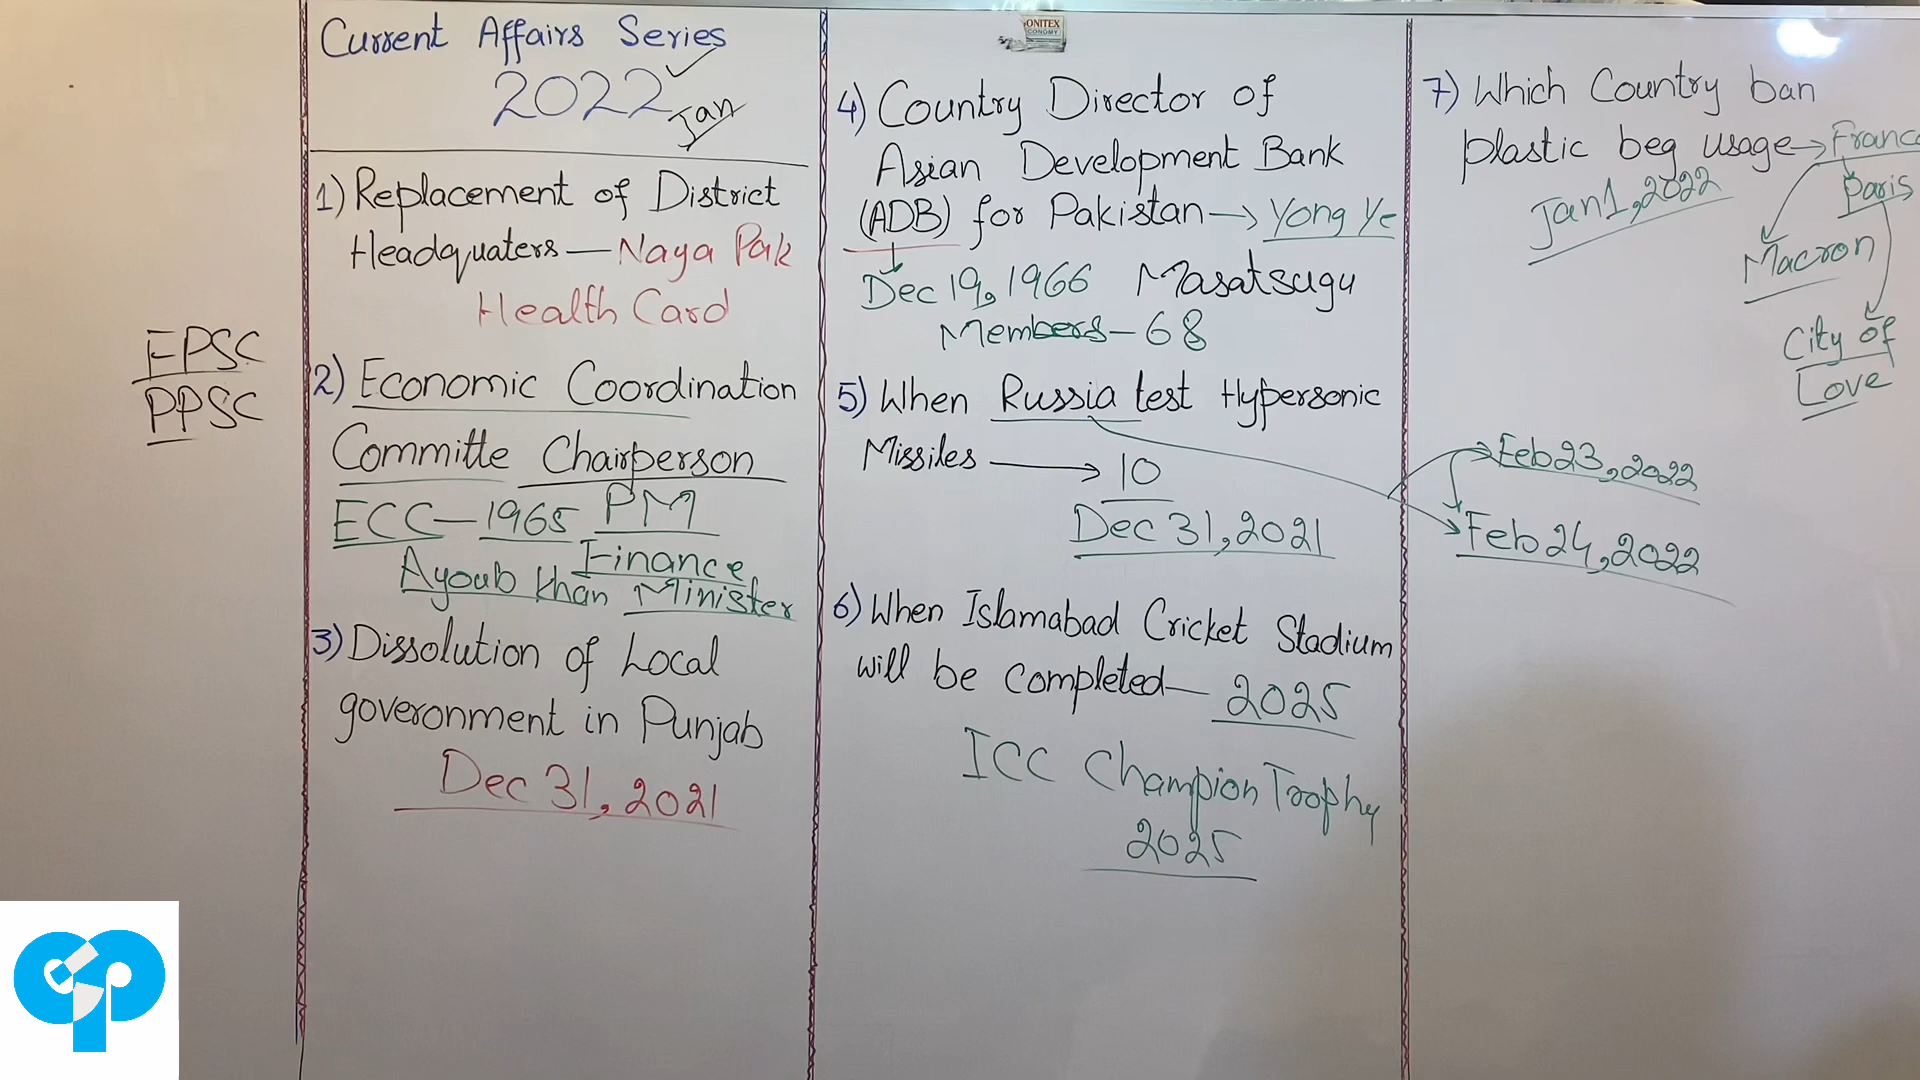 FPSC
PPSC
Current Affairs Series
2022
Jan
1) Replacement of District
Headquaters — Naya Pak
Health Card
2) Economic Coordination
Committe Chairperson
ECC — 1965 PM
Finance
Ayoub khan Minister
3) Dissolution of Local
goveronment in Punjab
Dec 31, 2021
ONITEX
CONOMY
4) Country Director of
Asian Development Bank
(ADB) for Pakistan → Yong Ye
Dec 19, 1966 Masatsugu
Members — 68
5) When Russia test Hypersonic
Missiles → 10
Dec 31, 2021
6) When Islamabad Cricket Stadium
will be completed — 2025
ICC Champion Trophy
2025
7) Which Country ban
plastic beg usage → France
Jan 1, 2022
Paris
Macron
City of
Love
Feb 23, 2022
Feb 24, 2022